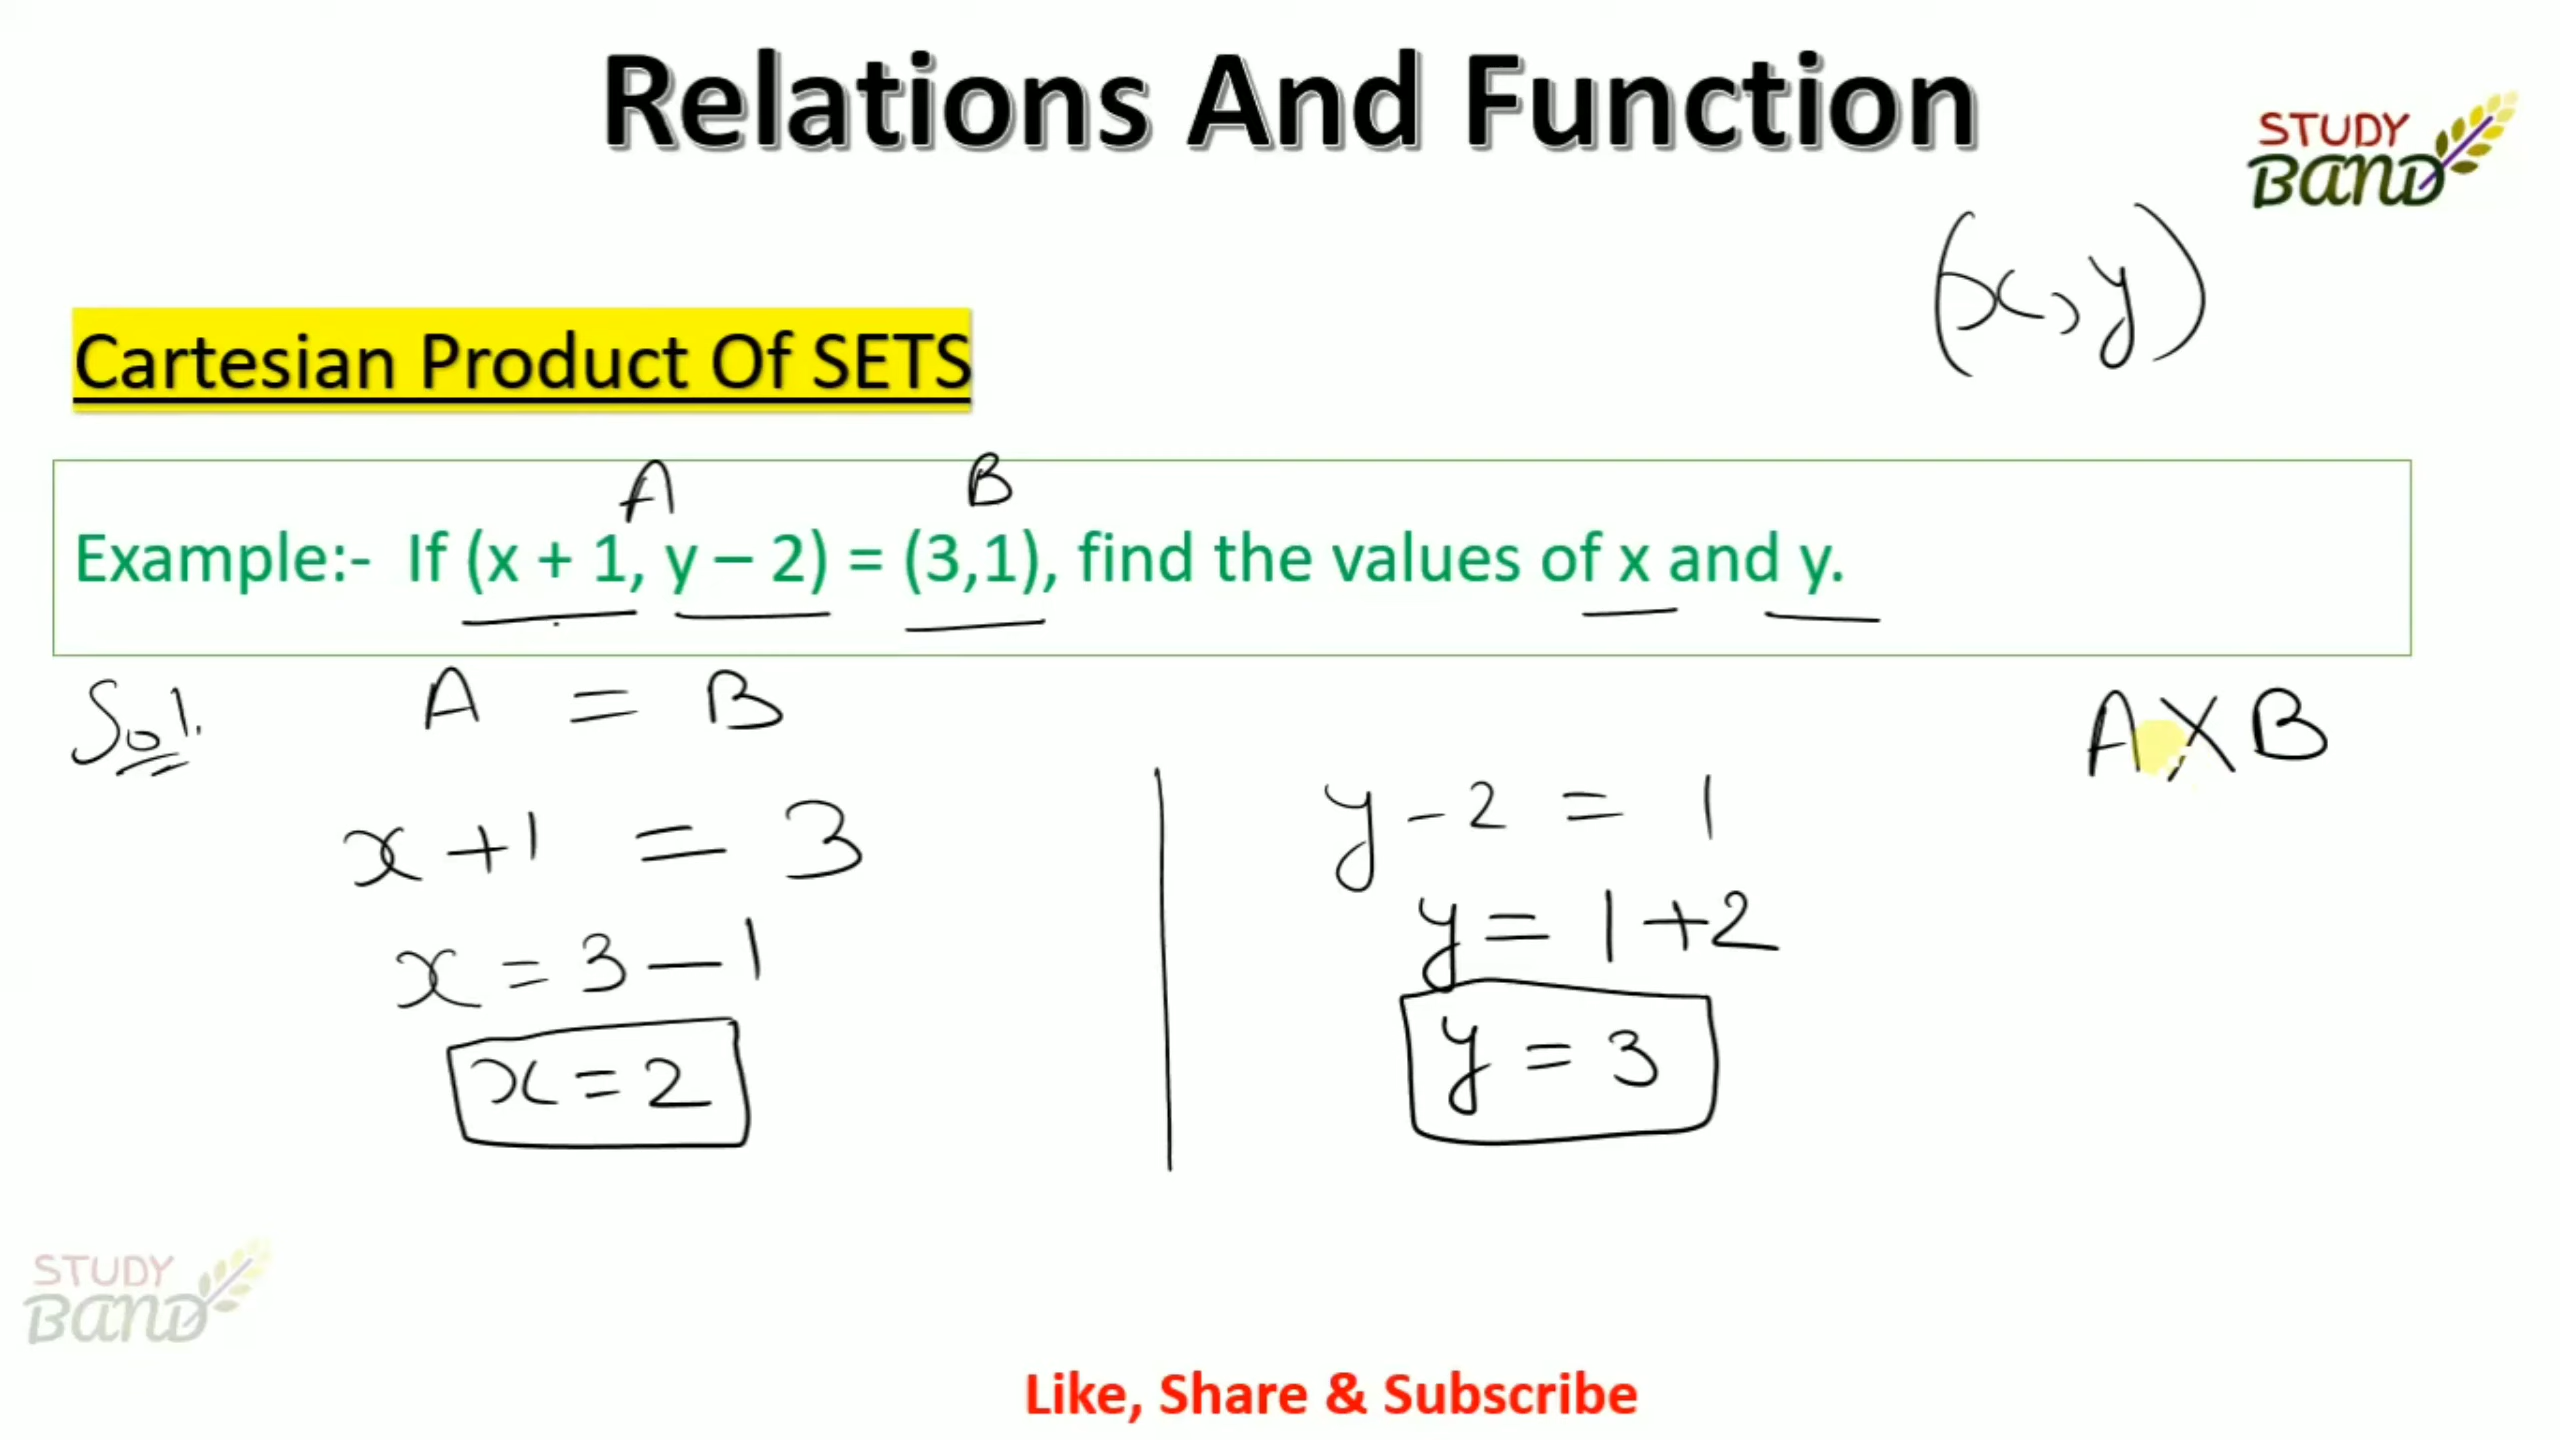 Relations And Function
STUDY
BAND
(x, y)
Cartesian Product Of SETS
A B
Example:- If (x + 1, y – 2) = (3,1), find the values of x and y.
Sol. A = B
A X B
x + 1 = 3
x = 3 – 1
x = 2
y - 2 = 1
y = 1 + 2
y = 3
STUDY
BAND
Like, Share & Subscribe